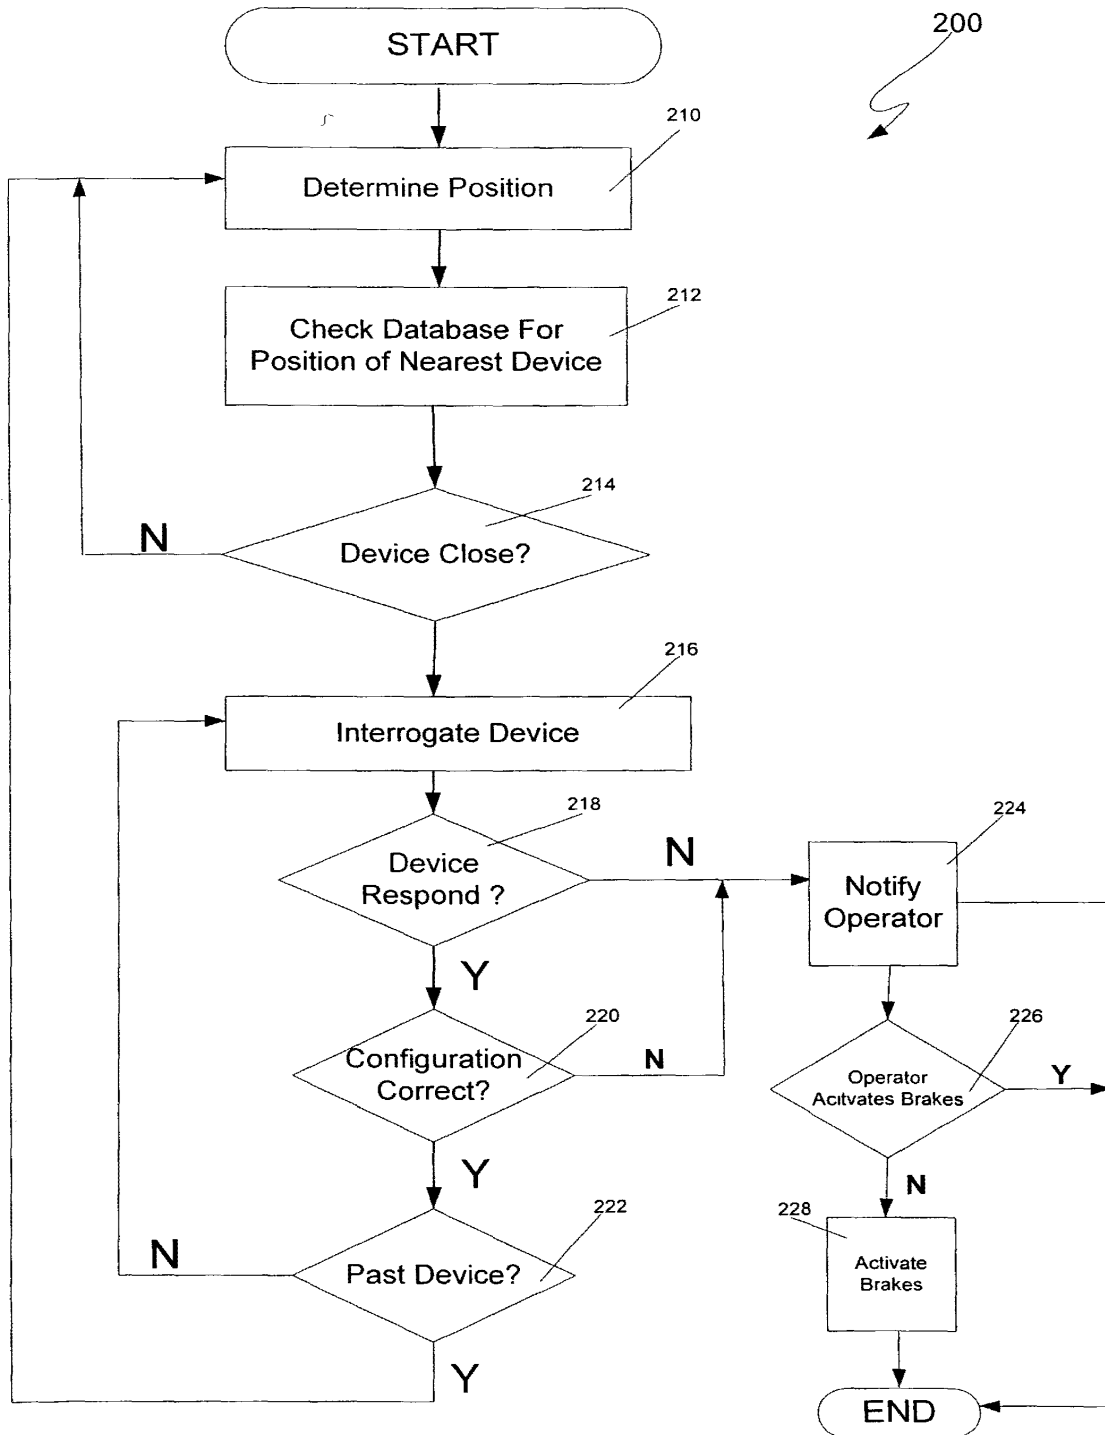 START
200
210
Determine Position
212
Check Database For
Position of Nearest Device
214
N
Device Close?
216
Interrogate Device
218
Device
Respond ?
N
224
Notify
Operator
Y
220
Configuration
Correct?
N
226
Operator
Acitvates Brakes
Y
Y
N
222
N
Past Device?
228
Activate
Brakes
Y
END